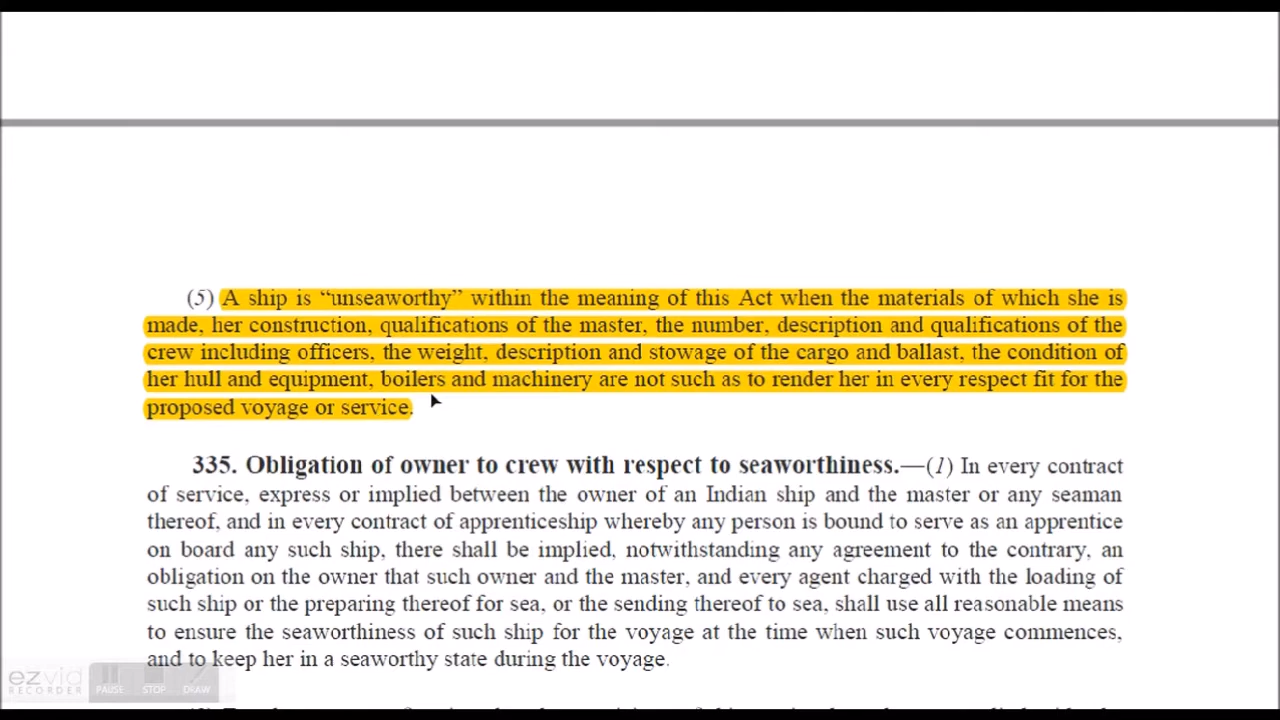 (5) A ship is “unseaworthy” within the meaning of this Act when the materials of which she is
made, her construction, qualifications of the master, the number, description and qualifications of the
crew including officers, the weight, description and stowage of the cargo and ballast, the condition of
her hull and equipment, boilers and machinery are not such as to render her in every respect fit for the
proposed voyage or service.
335. Obligation of owner to crew with respect to seaworthiness.—(1) In every contract
of service, express or implied between the owner of an Indian ship and the master or any seaman
thereof, and in every contract of apprenticeship whereby any person is bound to serve as an apprentice
on board any such ship, there shall be implied, notwithstanding any agreement to the contrary, an
obligation on the owner that such owner and the master, and every agent charged with the loading of
such ship or the preparing thereof for sea, or the sending thereof to sea, shall use all reasonable means
to ensure the seaworthiness of such ship for the voyage at the time when such voyage commences,
and to keep her in a seaworthy state during the voyage.
ezvid
RECORDER
PAUSE STOP DRAW